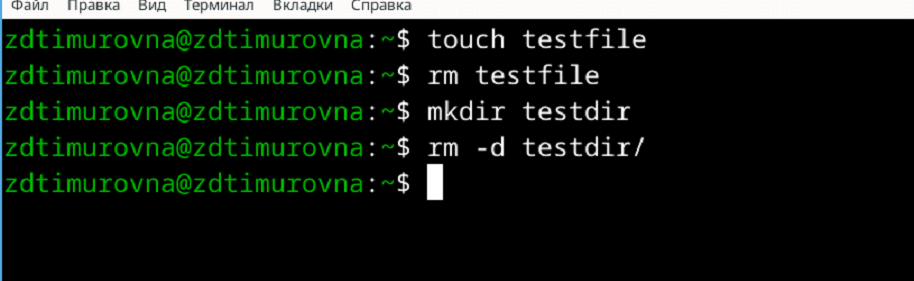 Файл Правка Вид Терминал Вкладки Справка
zdtimurovna@zdtimurovna:~$ touch testfile
zdtimurovna@zdtimurovna:~$ rm testfile
zdtimurovna@zdtimurovna:~$ mkdir testdir
zdtimurovna@zdtimurovna:~$ rm -d testdir/
zdtimurovna@zdtimurovna:~$